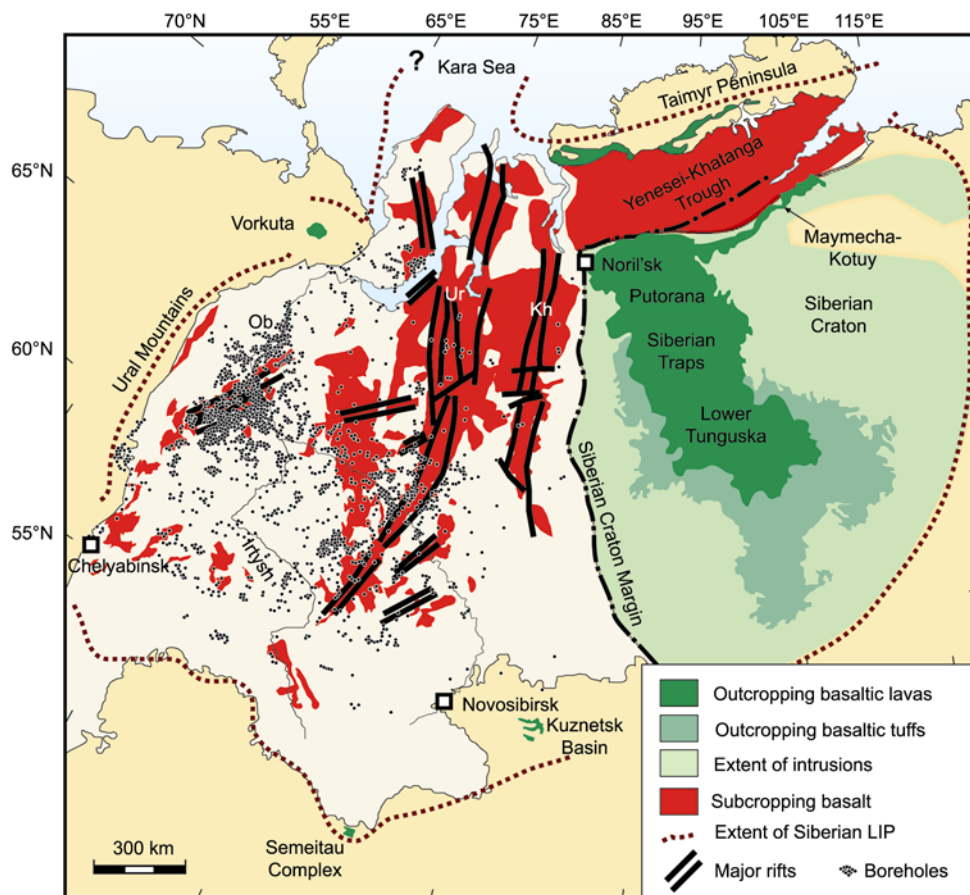 70°N 55°E 65°E 75°E 85°E 95°E 105°E 115°E
?
Kara Sea
Taimyr Peninsula
65°N
Yenesei-Khatanga
Trough
Vorkuta
Maymecha-
Kotuy
Noril'sk
Ur
Kh
Putorana
Siberian
Craton
Ob
Ural Mountains
60°N
Siberian
Traps
Lower
Tunguska
Siberian Craton Margin
55°N
Irtysh
Chelyabinsk
Novosibirsk
Kuznetsk
Basin
Semeitau
Complex
300 km
Outcropping basaltic lavas
Outcropping basaltic tuffs
Extent of intrusions
Subcropping basalt
Extent of Siberian LIP
Major rifts
Boreholes